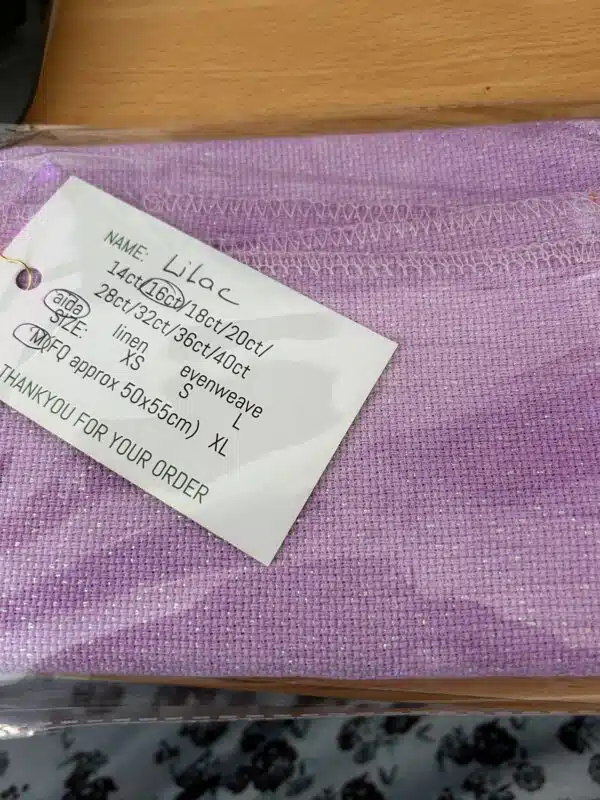 NAME: Lilac
14ct/16ct/18ct/20ct/
28ct/32ct/36ct/40ct
aida linen evenweave
SIZE: XS S L
M(FQ approx 50x55cm) XL
THANKYOU FOR YOUR ORDER